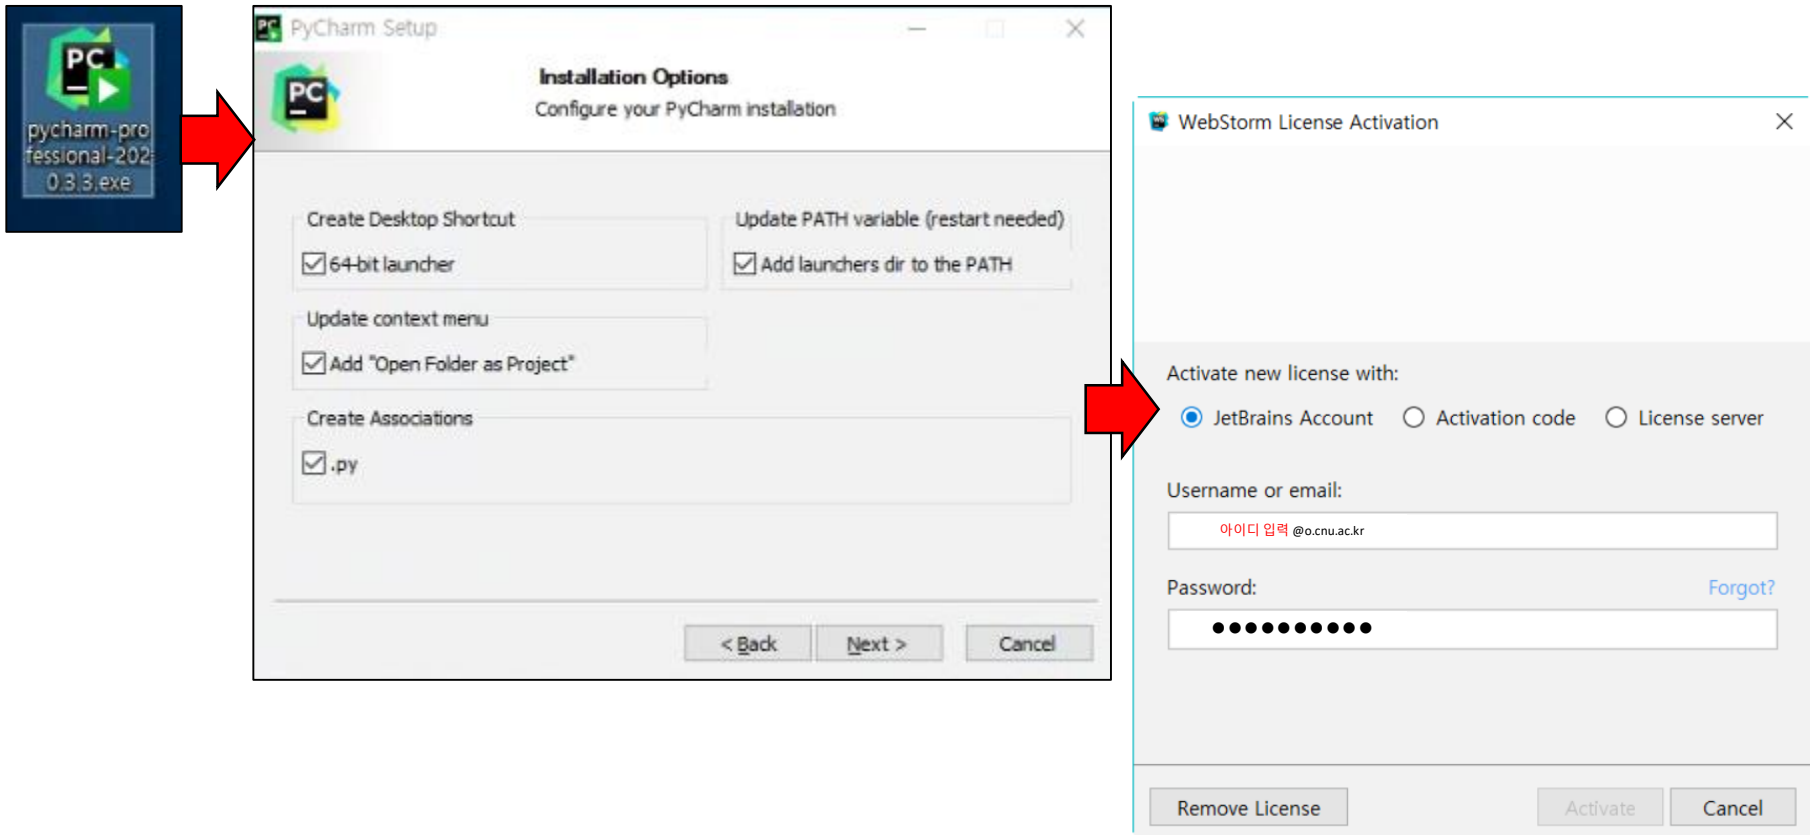 PC
pycharm-pro
fessional-202
0.3.3.exe
PC
PyCharm Setup
PC
Installation Options
Configure your PyCharm installation
Create Desktop Shortcut
64-bit launcher
Update PATH variable (restart needed)
Add launchers dir to the PATH
Update context menu
Add "Open Folder as Project"
Create Associations
.py
< Back
Next >
Cancel
WebStorm License Activation
Activate new license with:
JetBrains Account
Activation code
License server
Username or email:
아이디 입력 @o.cnu.ac.kr
Password:
Forgot?
●●●●●●●●●●
Remove License
Activate
Cancel